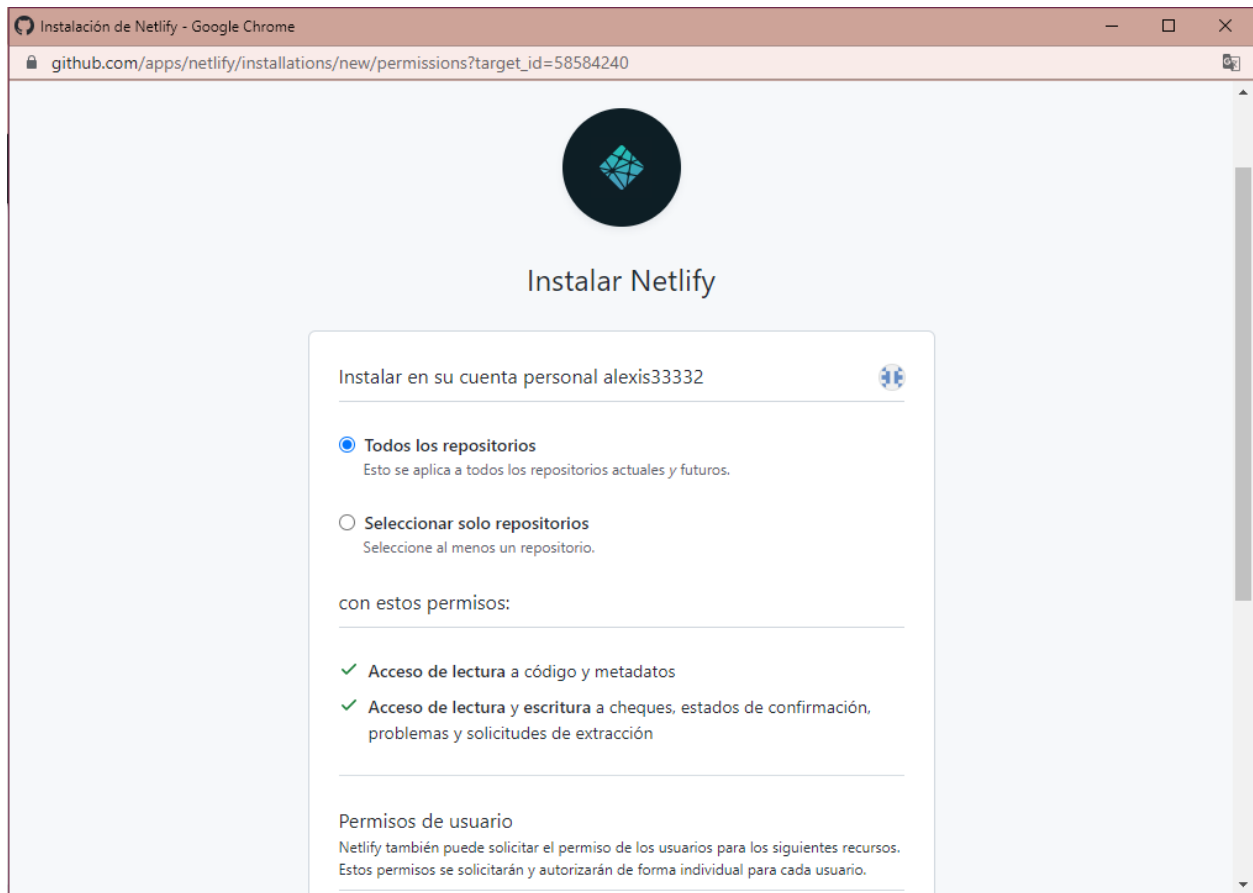 Instalación de Netlify - Google Chrome
github.com/apps/netlify/installations/new/permissions?target_id=58584240
Instalar Netlify
Instalar en su cuenta personal alexis33332
Todos los repositorios
Esto se aplica a todos los repositorios actuales y futuros.
Seleccionar solo repositorios
Seleccione al menos un repositorio.
con estos permisos:
Acceso de lectura a código y metadatos
Acceso de lectura y escritura a cheques, estados de confirmación,
problemas y solicitudes de extracción
Permisos de usuario
Netlify también puede solicitar el permiso de los usuarios para los siguientes recursos.
Estos permisos se solicitarán y autorizarán de forma individual para cada usuario.